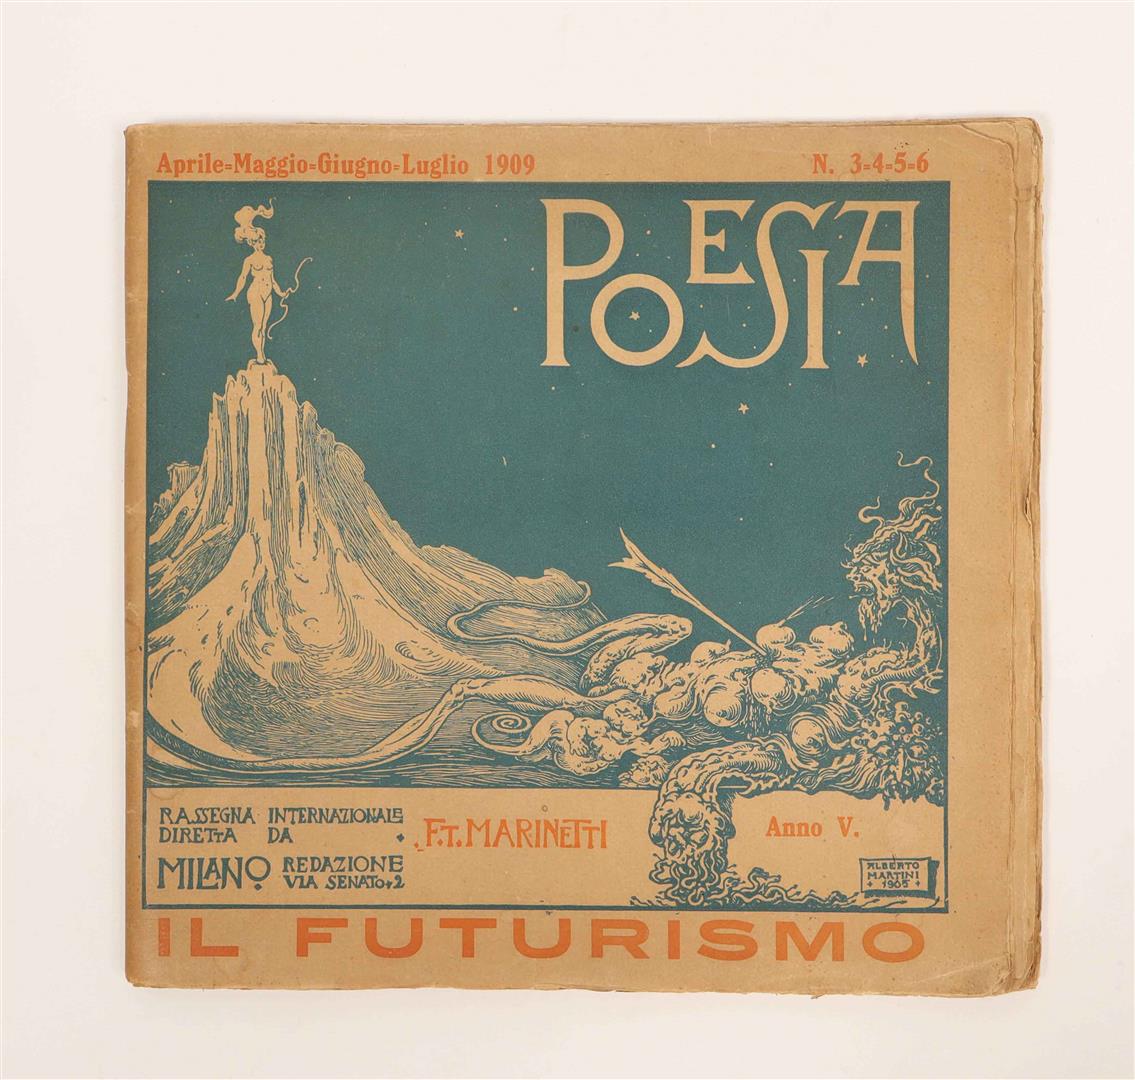 Aprile=Maggio=Giugno=Luglio 1909 N. 3=4=5=6
POESIA
RASSEGNA INTERNAZIONALE
DIRETTA DA F.T. MARINETTI
MILANO REDAZIONE
VIA SENATO 2
Anno V.
ALBERTO
MARTINI
1905
IL FUTURISMO